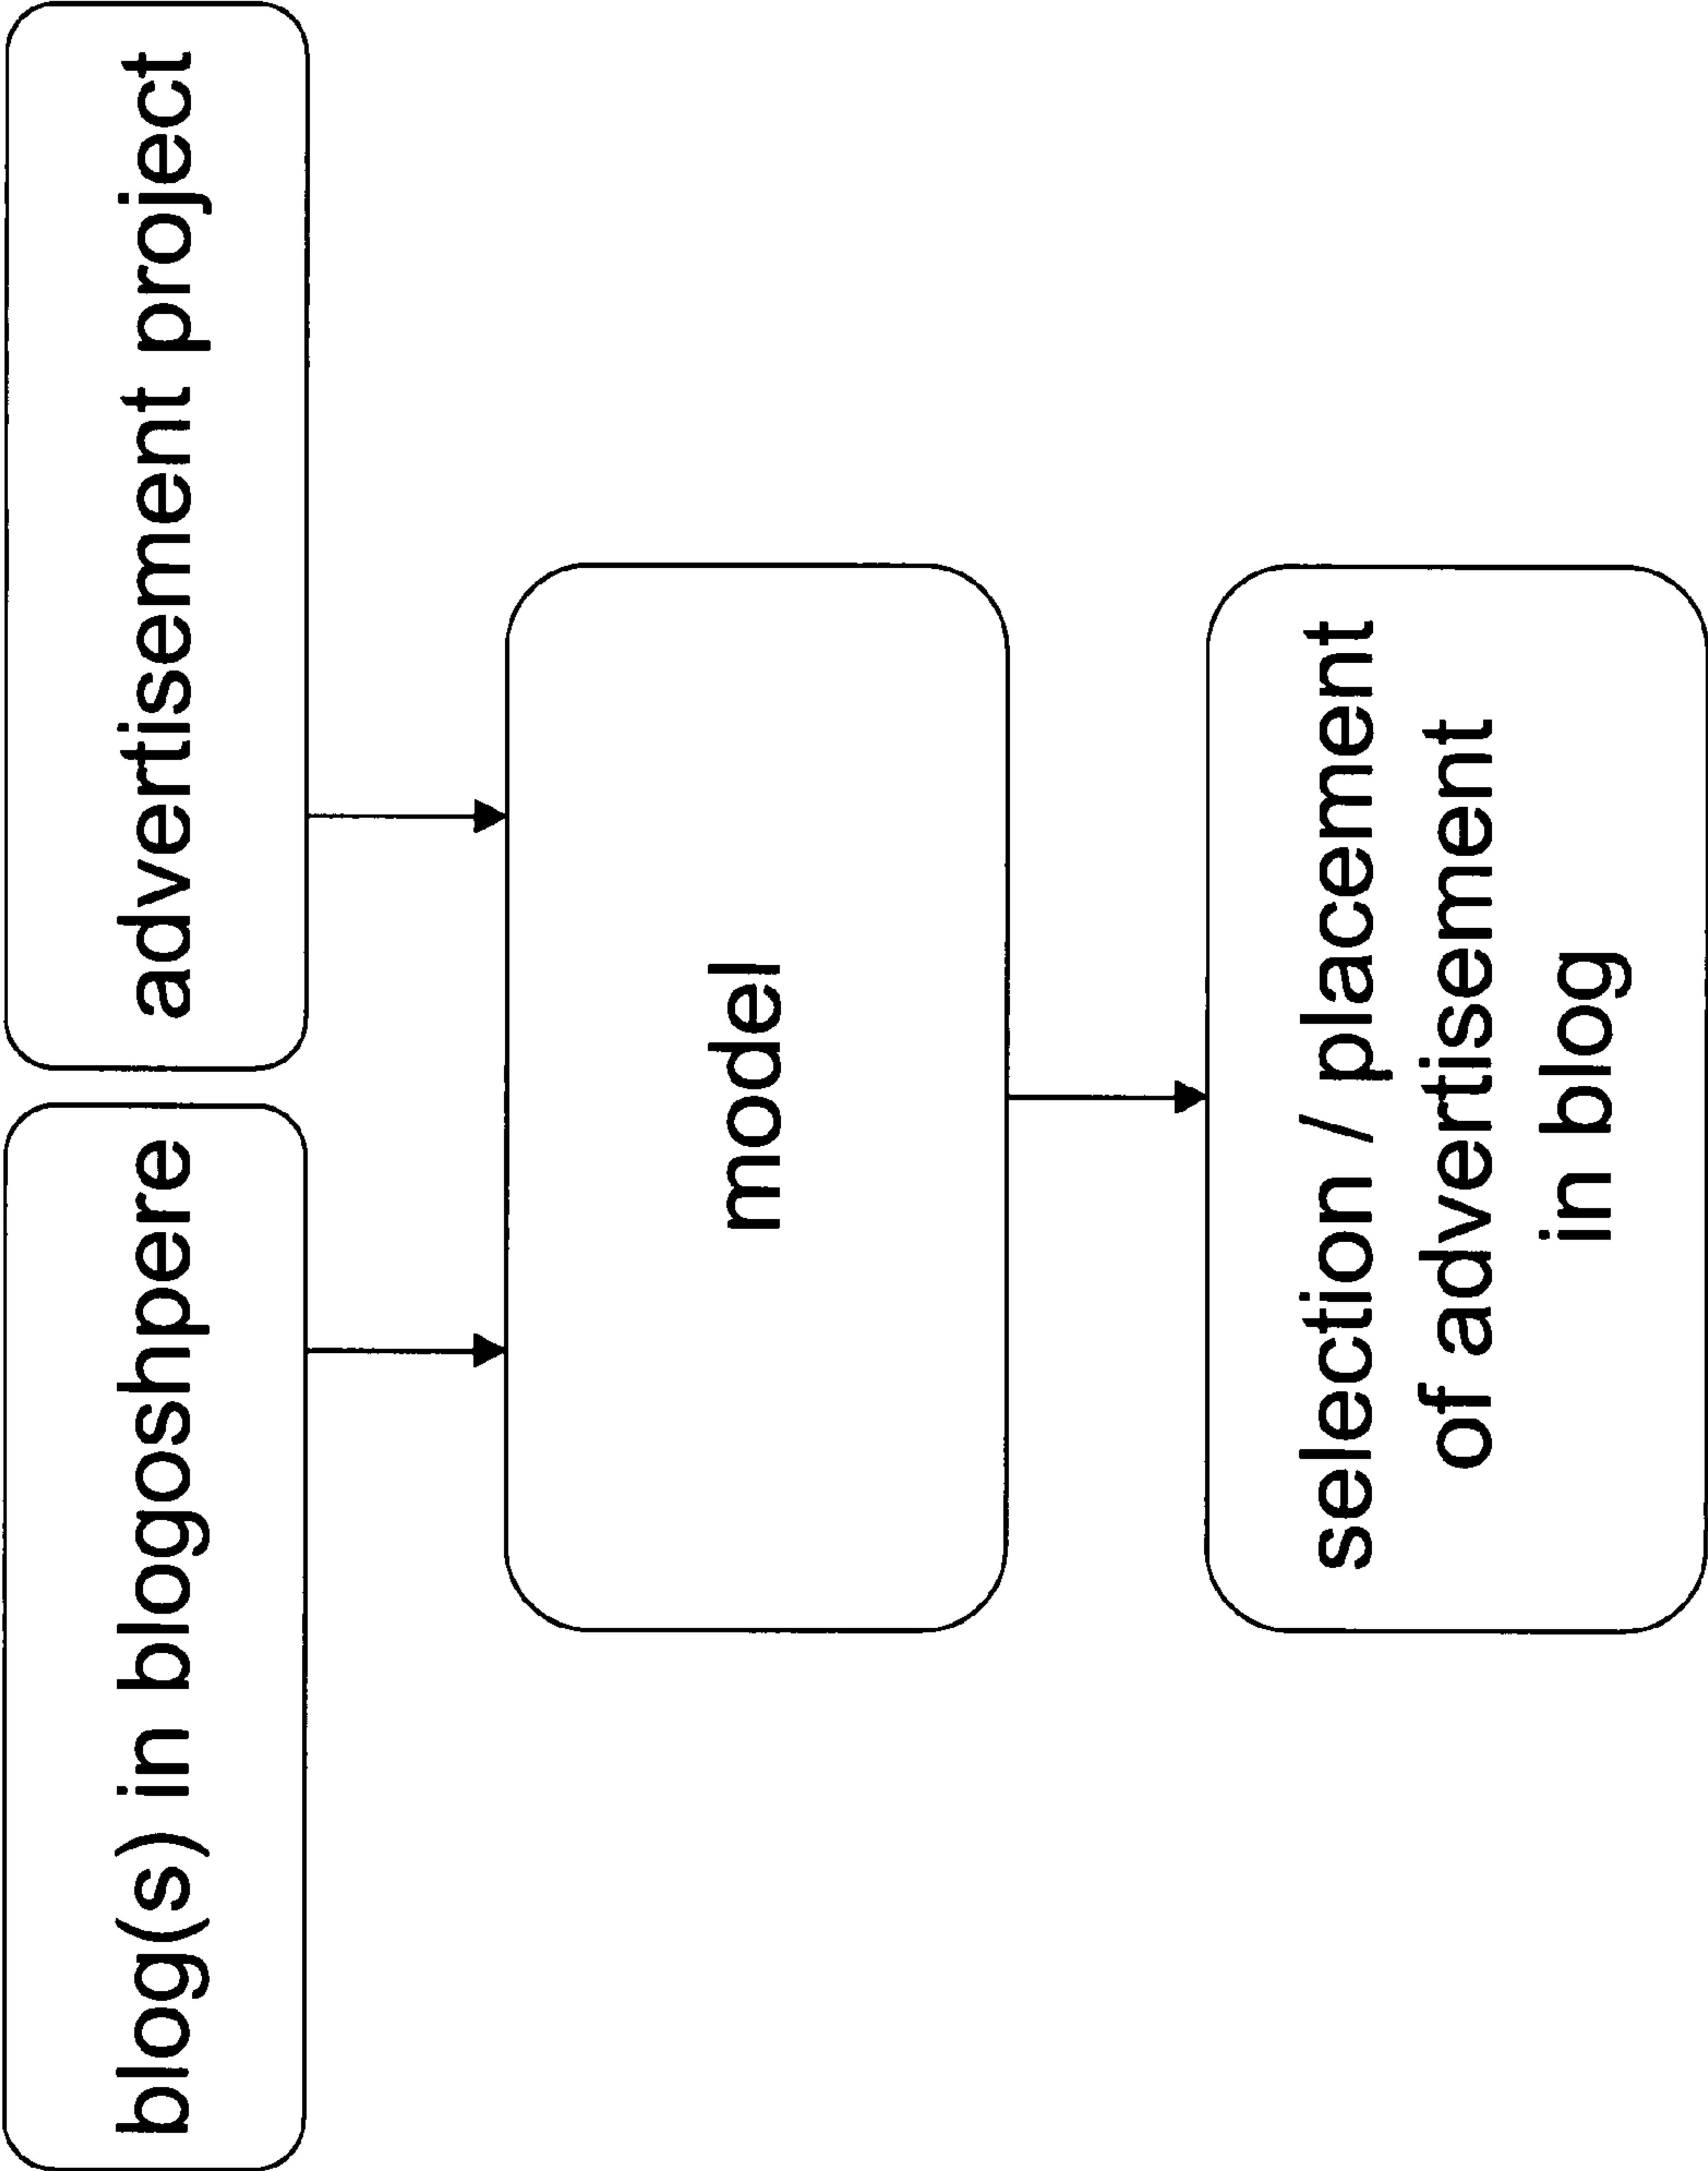 blog(s) in blogoshpere
advertisement project
model
selection / placement
of advertisement
in blog